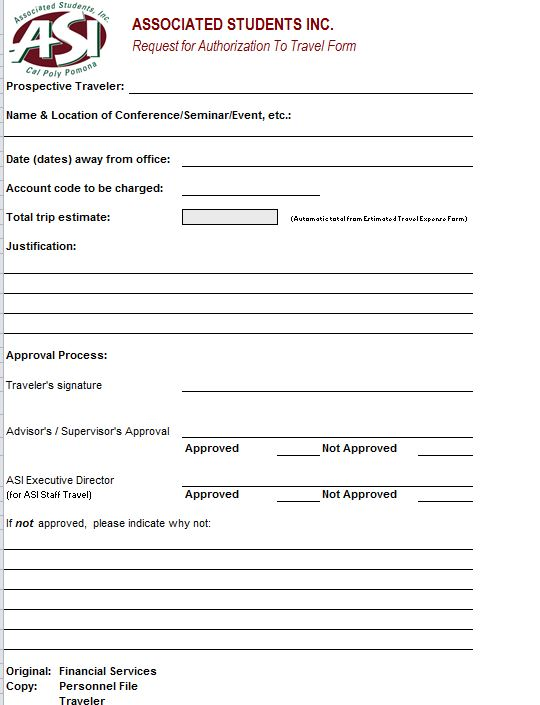 Associated Students, Inc.
ASI
Cal Poly Pomona
ASSOCIATED STUDENTS INC.
Request for Authorization To Travel Form
Prospective Traveler:
Name & Location of Conference/Seminar/Event, etc.:
Date (dates) away from office:
Account code to be charged:
Total trip estimate: (Automatic total from Estimated Travel Expense Form)
Justification:
Approval Process:
Traveler's signature
Advisor's / Supervisor's Approval
Approved Not Approved
ASI Executive Director
(for ASI Staff Travel) Approved Not Approved
If not approved, please indicate why not:
Original: Financial Services
Copy: Personnel File
Traveler